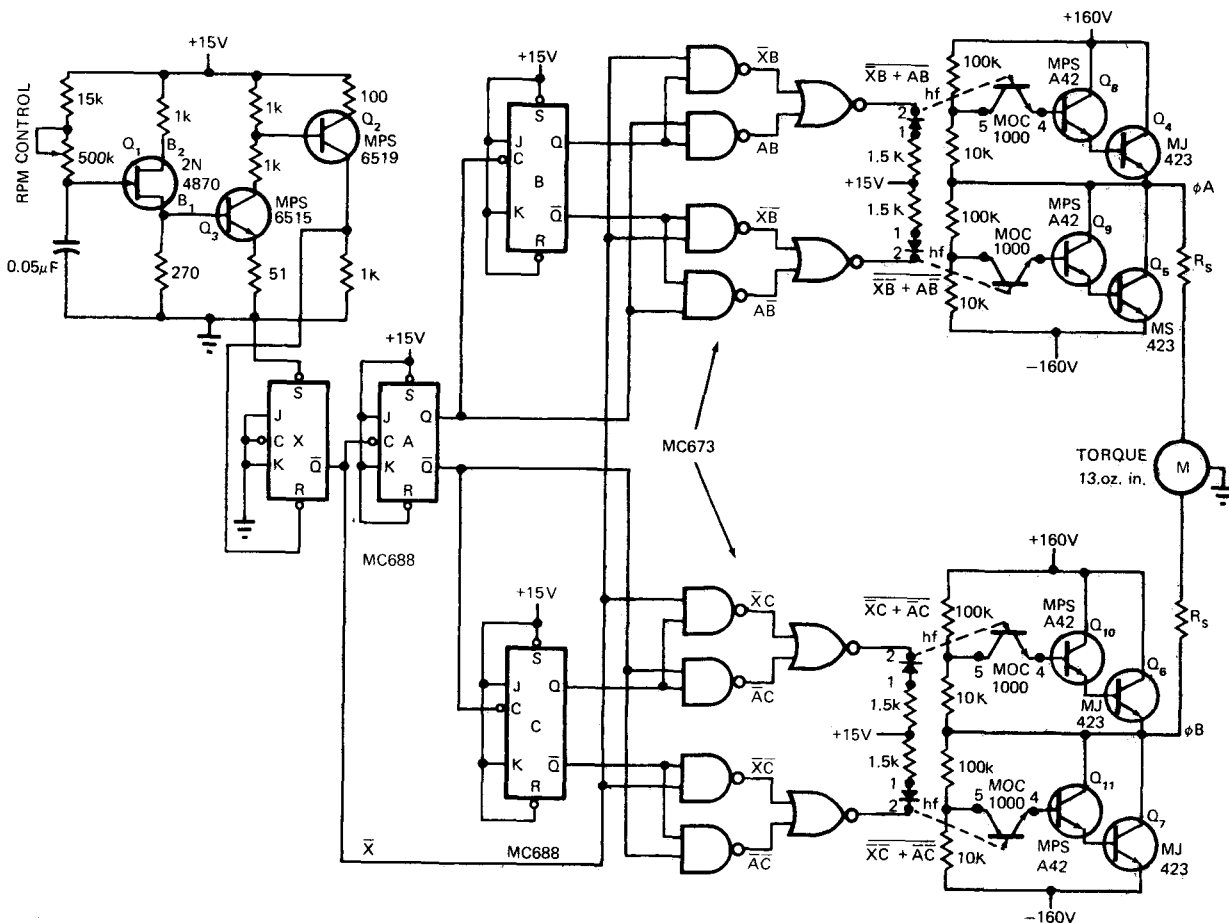 +15V
15k
RPM CONTROL
500k
0.05μF
1k
Q1
B2
2N
4870
B1
270
1k
1k
MPS
6515
Q3
51
100
Q2
MPS
6519
1k
S
J
C X
K
Q̅
R
+15V
S
J
C A
K
Q
Q̅
R
MC688
X̅
+15V
S
J
C
B
K
Q
Q̅
R
+15V
S
J
C
C
K
Q
Q̅
R
MC688
X̅B
AB
X̅B̅
AB̅
MC673
X̅C
A̅C
X̅C̅
A̅C̅
X̅B + AB
hf
2
1
1.5k
+15V
1.5k
1
2
hf
X̅B̅ + AB̅
+160V
100k
MPS
A42
Q8
5
MOC
1000
4
10k
Q4
MJ
423
φA
100k
MPS
A42
Q9
5
MOC
1000
4
10K
Q5
MS
423
−160V
RS
TORQUE
13.oz. in.
M
RS
X̅C + A̅C
hf
2
1
1.5k
+15V
1.5k
1
2
hf
X̅C̅ + A̅C̅
+160V
100k
MPS
A42
Q10
5
MOC
1000
4
10K
Q6
MJ
423
φB
100k
Q11
5
MOC
1000
4
10K
MPS
A42
Q7
MJ
423
−160V